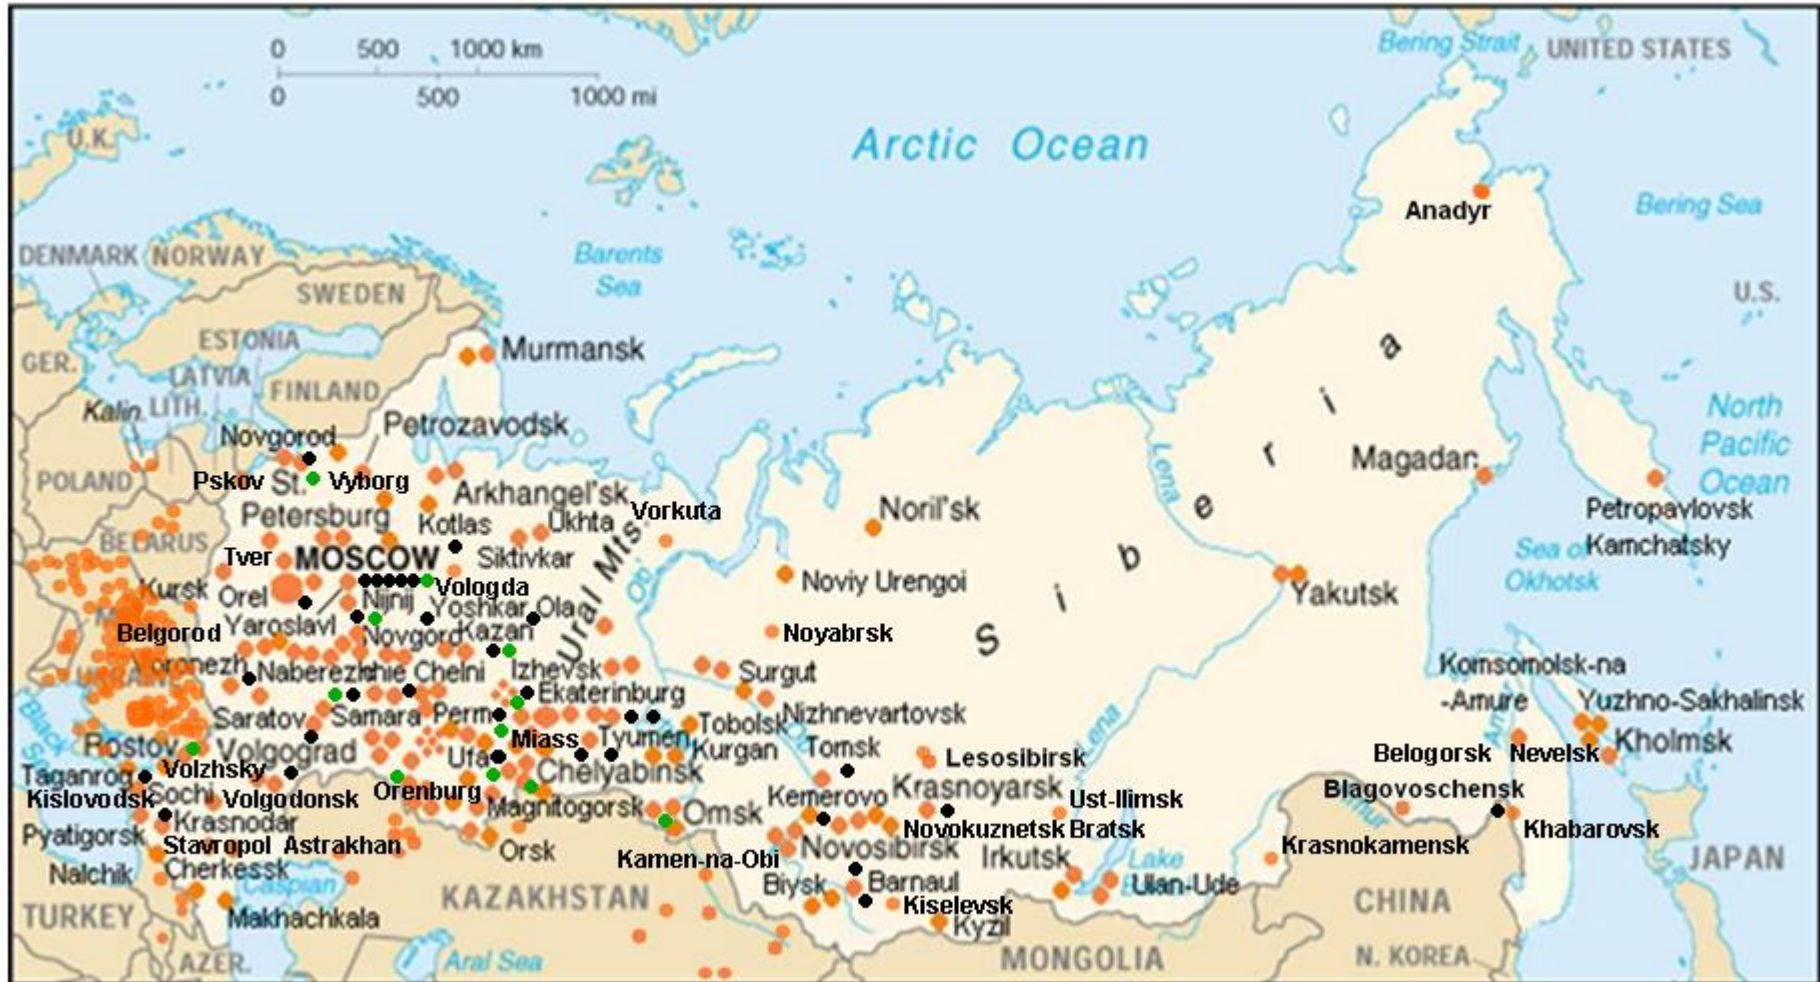 0 500 1000 km
0 500 1000 mi
Bering Strait
UNITED STATES
U.K.
Arctic Ocean
Anadyr
Bering Sea
DENMARK
NORWAY
Barents
Sea
SWEDEN
U.S.
ESTONIA
GER.
Murmansk
LATVIA
FINLAND
Kalin.
LITH.
Petrozavodsk
Novgorod
North
Pacific
Ocean
Lena
Magadan
POLAND
Pskov
St.
Vyborg
Petersburg
Arkhangel'sk
Kotlas
Ukhta
Vorkuta
Noril'sk
Petropavlovsk
Kamchatsky
BELARUS
Tver
MOSCOW
Siktivkar
Ural Mts.
Siberia
Sea of
Okhotsk
Ob
Vologda
Noviy Urengoi
Yakutsk
Kursk
Orel
Nijnij
Novgord
Yoshkar Ola
Belgorod
Yaroslavl
Kazan
Noyabrsk
Voronezh
Naberezhnie Chelni
Izhevsk
Surgut
Komsomolsk-na
-Amure
UKRAINE
Ekaterinburg
Yuzhno-Sakhalinsk
Black
Saratov
Samara
Perm
Tobolsk
Nizhnevartovsk
Lena
Rostov
Volgograd
Ufa
Miass
Tyumen
Kurgan
Tomsk
Lesosibirsk
Belogorsk
Nevelsk
Kholmsk
Taganrog
Volzhsky
Chelyabinsk
Krasnoyarsk
Blagovoschensk
Kislovodsk
Sochi
Volgodonsk
Orenburg
Magnitogorsk
Omsk
Kemerovo
Ust-Ilimsk
Pyatigorsk
Krasnodar
Novokuznetsk
Bratsk
Khabarovsk
Stavropol
Astrakhan
Orsk
Kamen-na-Obi
Novosibirsk
Irkutsk
Lake
Krasnokamensk
JAPAN
Nalchik
Cherkessk
Caspian
KAZAKHSTAN
Biysk
Barnaul
Ulan-Ude
CHINA
TURKEY
Makhachkala
Kiselevsk
Kyzil
AZER.
Aral Sea
MONGOLIA
N. KOREA